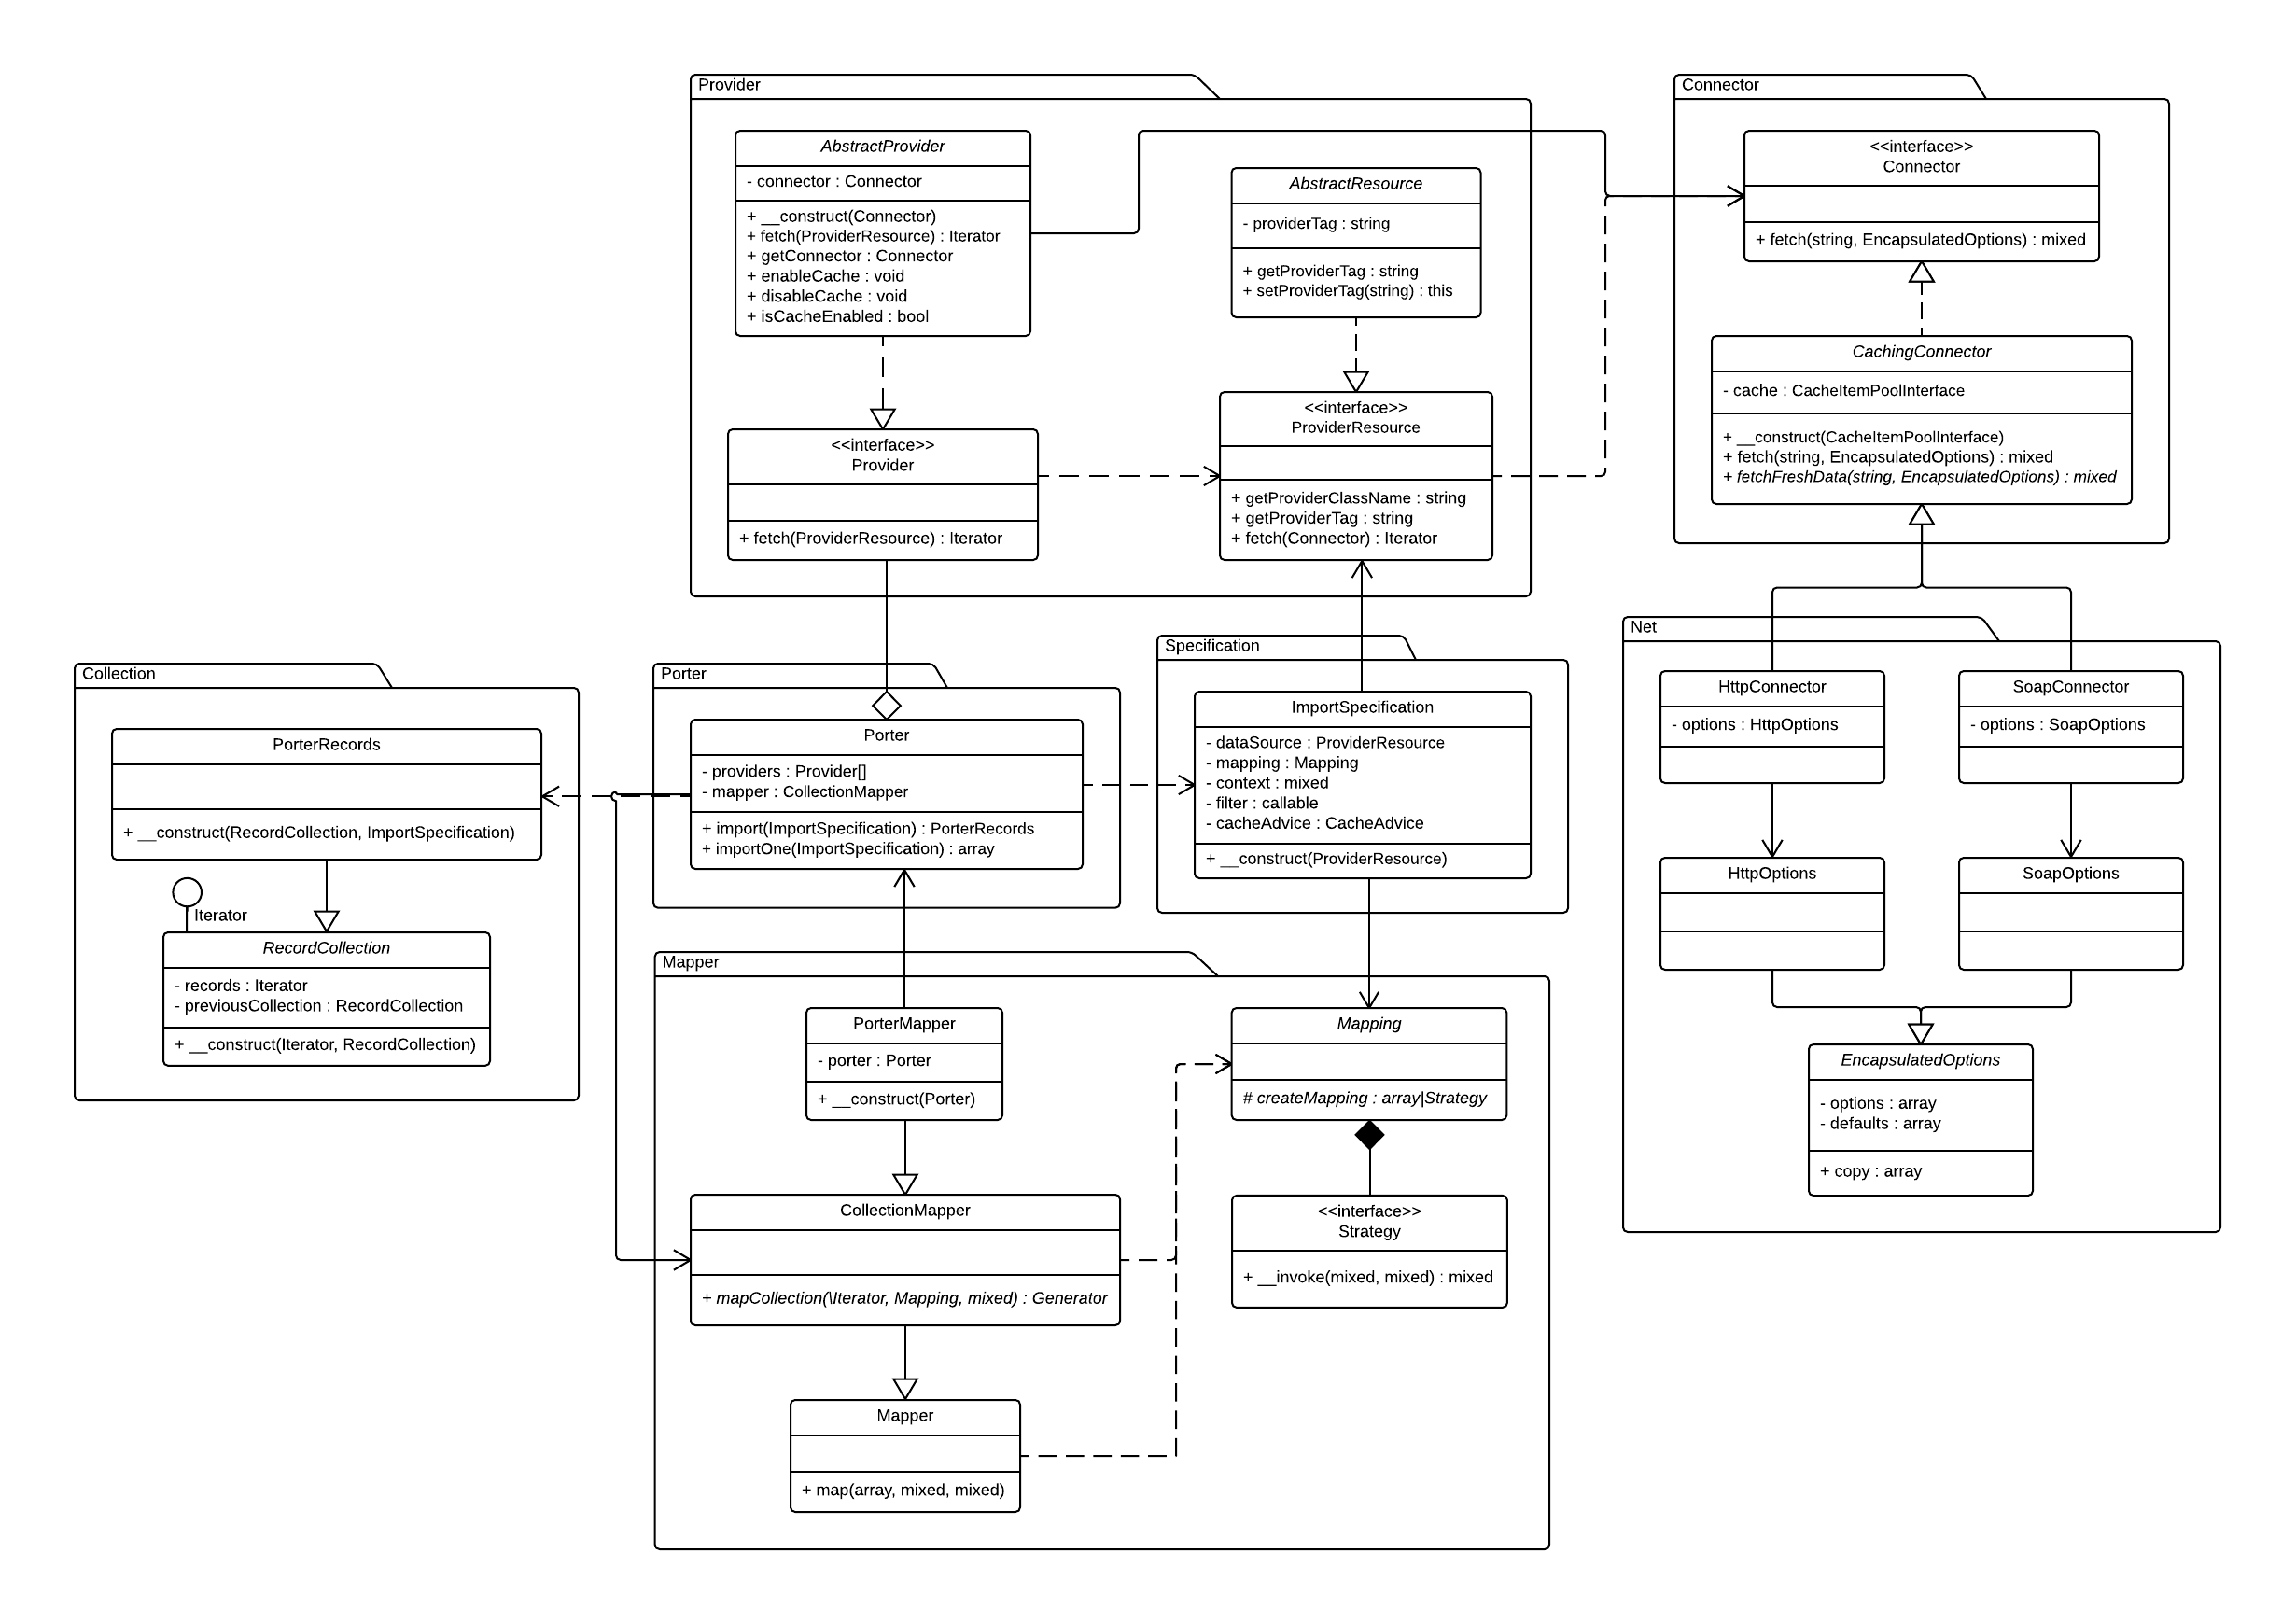 Provider
AbstractProvider
- connector : Connector
+ __construct(Connector)
+ fetch(ProviderResource) : Iterator
+ getConnector : Connector
+ enableCache : void
+ disableCache : void
+ isCacheEnabled : bool
AbstractResource
- providerTag : string
+ getProviderTag : string
+ setProviderTag(string) : this
<<interface>>
Provider
+ fetch(ProviderResource) : Iterator
<<interface>>
ProviderResource
+ getProviderClassName : string
+ getProviderTag : string
+ fetch(Connector) : Iterator
Connector
<<interface>>
Connector
+ fetch(string, EncapsulatedOptions) : mixed
CachingConnector
- cache : CacheItemPoolInterface
+ __construct(CacheItemPoolInterface)
+ fetch(string, EncapsulatedOptions) : mixed
+ fetchFreshData(string, EncapsulatedOptions) : mixed
Collection
PorterRecords
+ __construct(RecordCollection, ImportSpecification)
Iterator
RecordCollection
- records : Iterator
- previousCollection : RecordCollection
+ __construct(Iterator, RecordCollection)
Porter
Porter
- providers : Provider[]
- mapper : CollectionMapper
+ import(ImportSpecification) : PorterRecords
+ importOne(ImportSpecification) : array
Specification
ImportSpecification
- dataSource : ProviderResource
- mapping : Mapping
- context : mixed
- filter : callable
- cacheAdvice : CacheAdvice
+ __construct(ProviderResource)
Net
HttpConnector
- options : HttpOptions
SoapConnector
- options : SoapOptions
HttpOptions
SoapOptions
EncapsulatedOptions
- options : array
- defaults : array
+ copy : array
Mapper
PorterMapper
- porter : Porter
+ __construct(Porter)
Mapping
# createMapping : array|Strategy
CollectionMapper
+ mapCollection(\Iterator, Mapping, mixed) : Generator
<<interface>>
Strategy
+ __invoke(mixed, mixed) : mixed
Mapper
+ map(array, mixed, mixed)